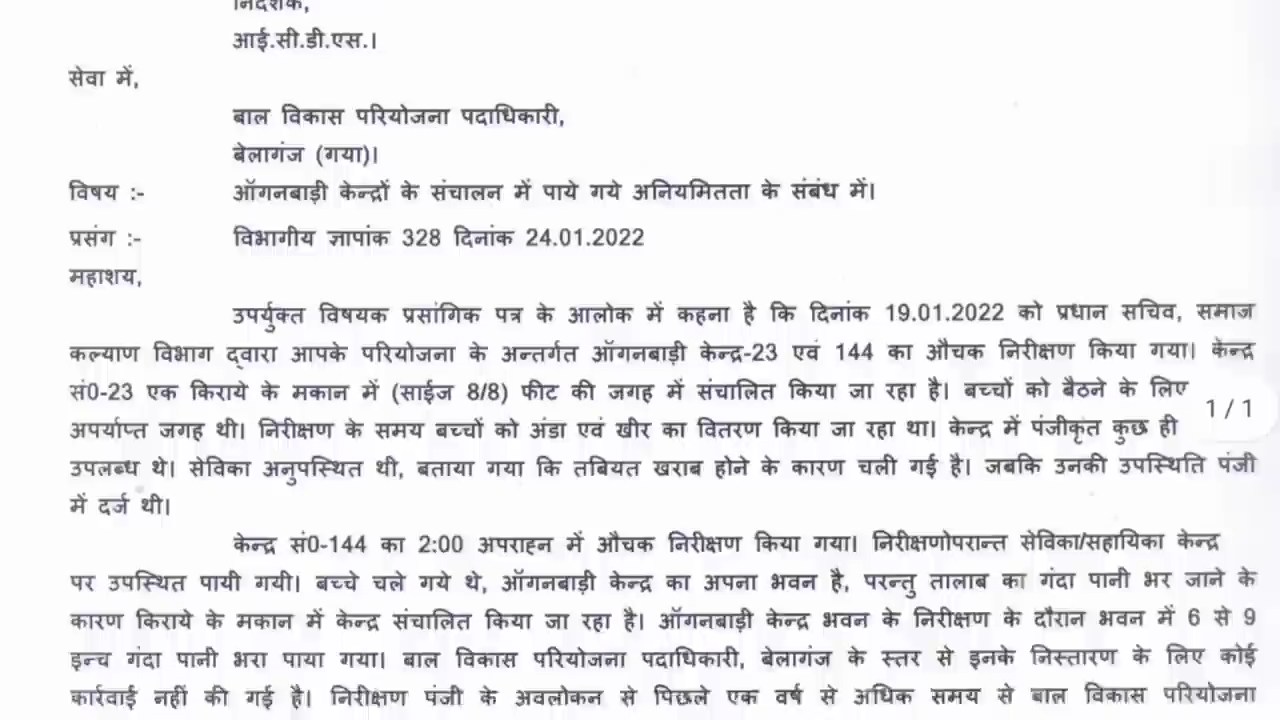 निदेशक,
आई.सी.डी.एस.।
सेवा में,
बाल विकास परियोजना पदाधिकारी,
बेलागंज (गया)।
विषय :- ऑगनबाड़ी केन्द्रों के संचालन में पाये गये अनियमितता के संबंध में।
प्रसंग :- विभागीय ज्ञापांक 328 दिनांक 24.01.2022
महाशय,
उपर्युक्त विषयक प्रसांगिक पत्र के आलोक में कहना है कि दिनांक 19.01.2022 को प्रधान सचिव, समाज
कल्याण विभाग द्वारा आपके परियोजना के अन्तर्गत ऑगनबाड़ी केन्द्र-23 एवं 144 का औचक निरीक्षण किया गया। केन्द्र
सं0-23 एक किराये के मकान में (साईज 8/8) फीट की जगह में संचालित किया जा रहा है। बच्चों को बैठने के लिए
अपर्याप्त जगह थी। निरीक्षण के समय बच्चों को अंडा एवं खीर का वितरण किया जा रहा था। केन्द्र में पंजीकृत कुछ ही
1 / 1
उपलब्ध थे। सेविका अनुपस्थित थी, बताया गया कि तबियत खराब होने के कारण चली गई है। जबकि उनकी उपस्थिति पंजी
में दर्ज थी।
केन्द्र सं0-144 का 2:00 अपराहन में औचक निरीक्षण किया गया। निरीक्षणोपरान्त सेविका/सहायिका केन्द्र
पर उपस्थित पायी गयी। बच्चे चले गये थे, ऑगनबाड़ी केन्द्र का अपना भवन है, परन्तु तालाब का गंदा पानी भर जाने के
कारण किराये के मकान में केन्द्र संचालित किया जा रहा है। ऑगनबाड़ी केन्द्र भवन के निरीक्षण के दौरान भवन में 6 से 9
इन्च गंदा पानी भरा पाया गया। बाल विकास परियोजना पदाधिकारी, बेलागंज के स्तर से इनके निस्तारण के लिए कोई
कार्रवाई नहीं की गई है। निरीक्षण पंजी के अवलोकन से पिछले एक वर्ष से अधिक समय से बाल विकास परियोजना